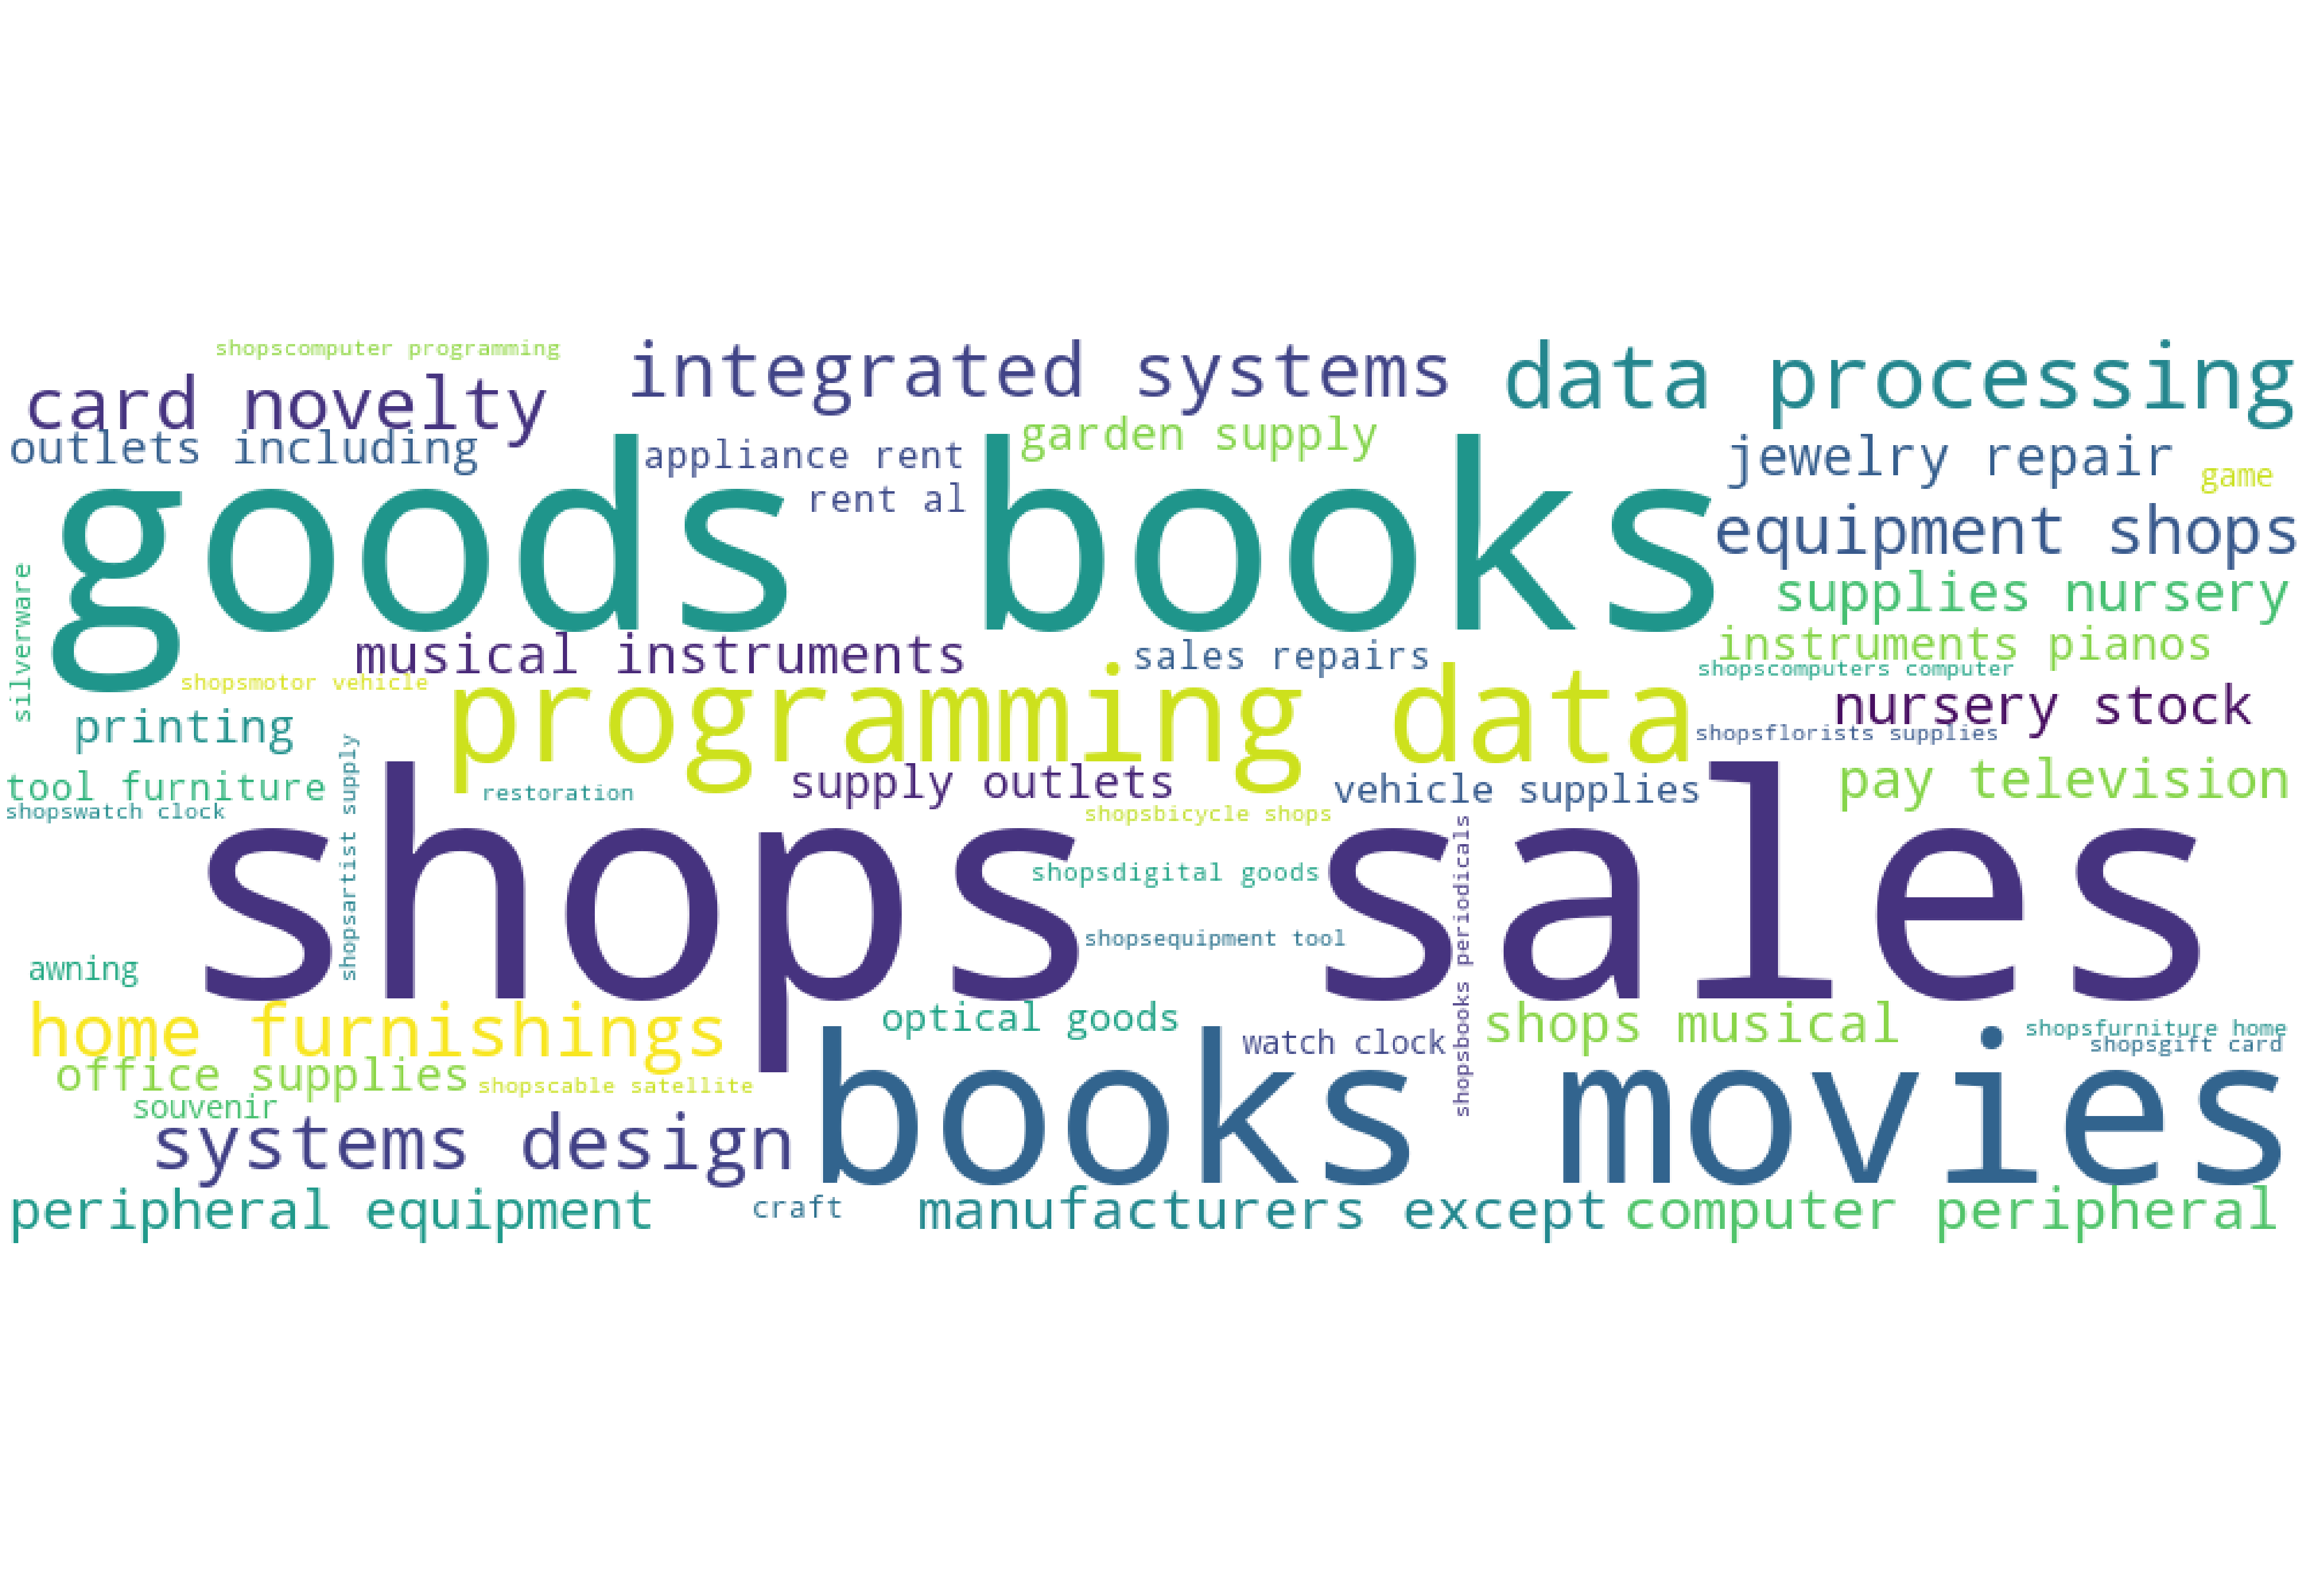 shopscomputer programming
integrated systems
data processing
card novelty
outlets including
appliance rent
garden supply
jewelry repair
game
rent al
goods books
equipment shops
silverware
supplies nursery
musical instruments
sales repairs
instruments pianos
shopscomputers computer
shopsmotor vehicle
programming data
nursery stock
printing
shopsflorists supplies
tool furniture
restoration
supply outlets
vehicle supplies
pay television
shopswatch clock
shopsbicycle shops
shopsartist supply
shops sales
shopsdigital goods
shopsbooks periodicals
shopsequipment tool
awning
home furnishings
optical goods
shops musical
watch clock
shopsfurniture home
shopsgift card
office supplies
shopscable satellite
souvenir
systems design
books movies
peripheral equipment
craft
manufacturers except
computer peripheral